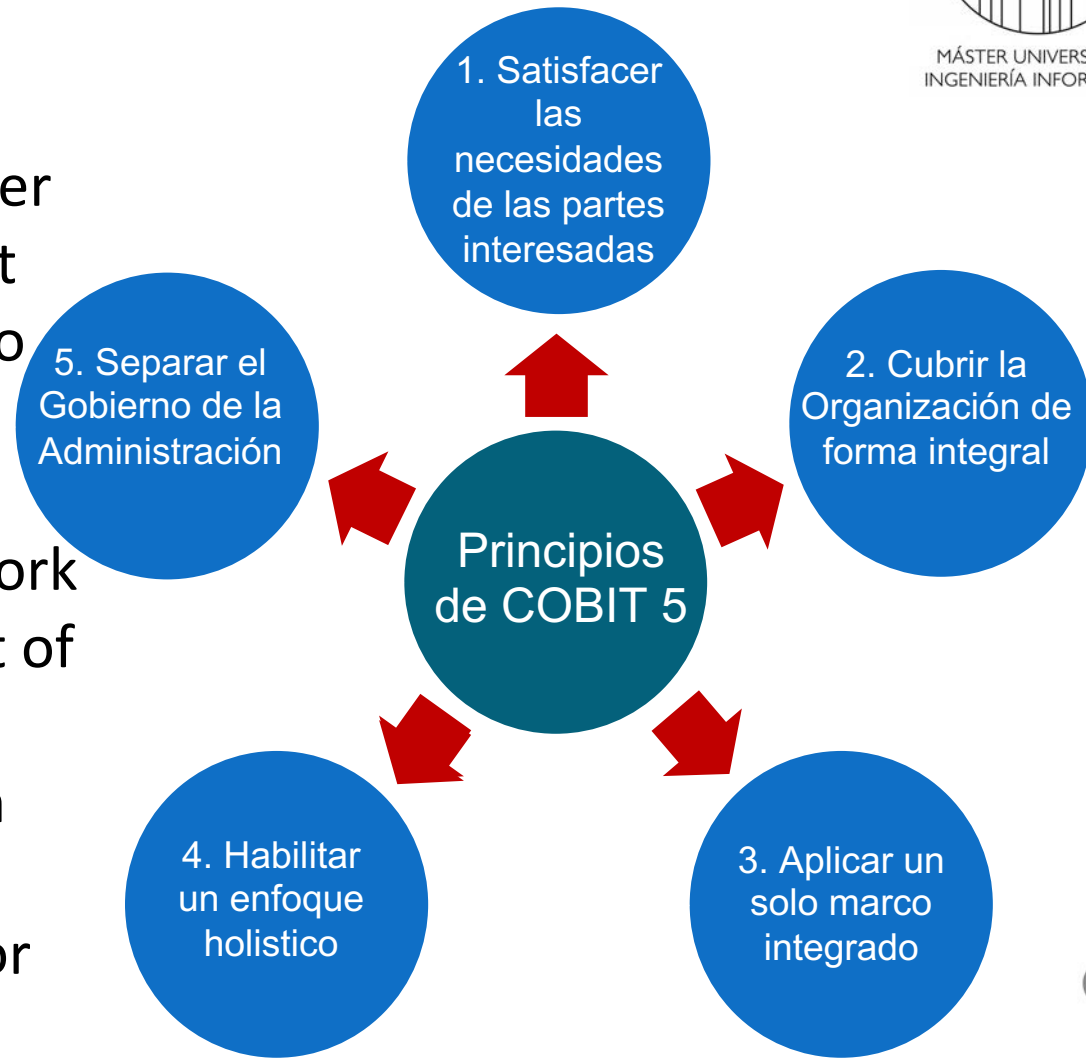 MÁSTER UNIVERS
INGENIERÍA INFOR
er
t
o
ork
t of
n
or
1. Satisfacer
las
necesidades
de las partes
interesadas
2. Cubrir la
Organización de
forma integral
3. Aplicar un
solo marco
integrado
4. Habilitar
un enfoque
holistico
5. Separar el
Gobierno de la
Administración
Principios
de COBIT 5